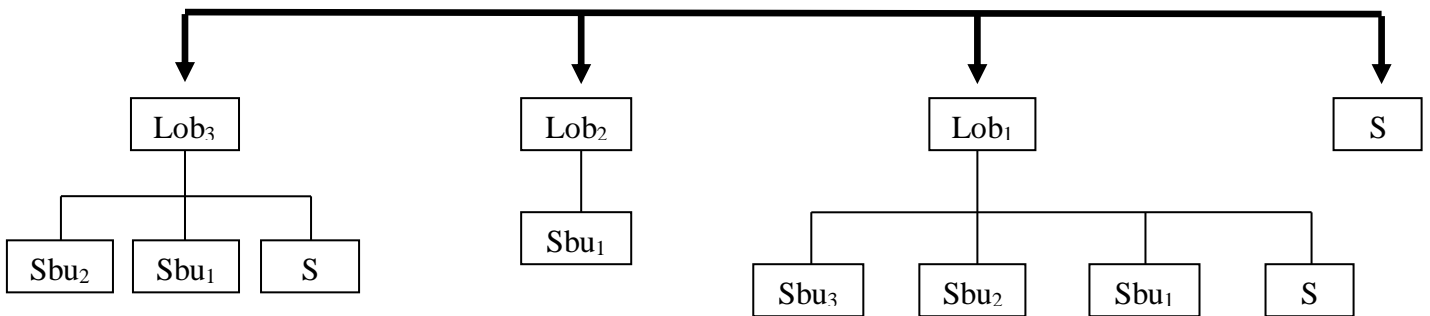 Lob₃ Lob₂ Lob₁ S
Sbu₂ Sbu₁ S Sbu₁ Sbu₃ Sbu₂ Sbu₁ S